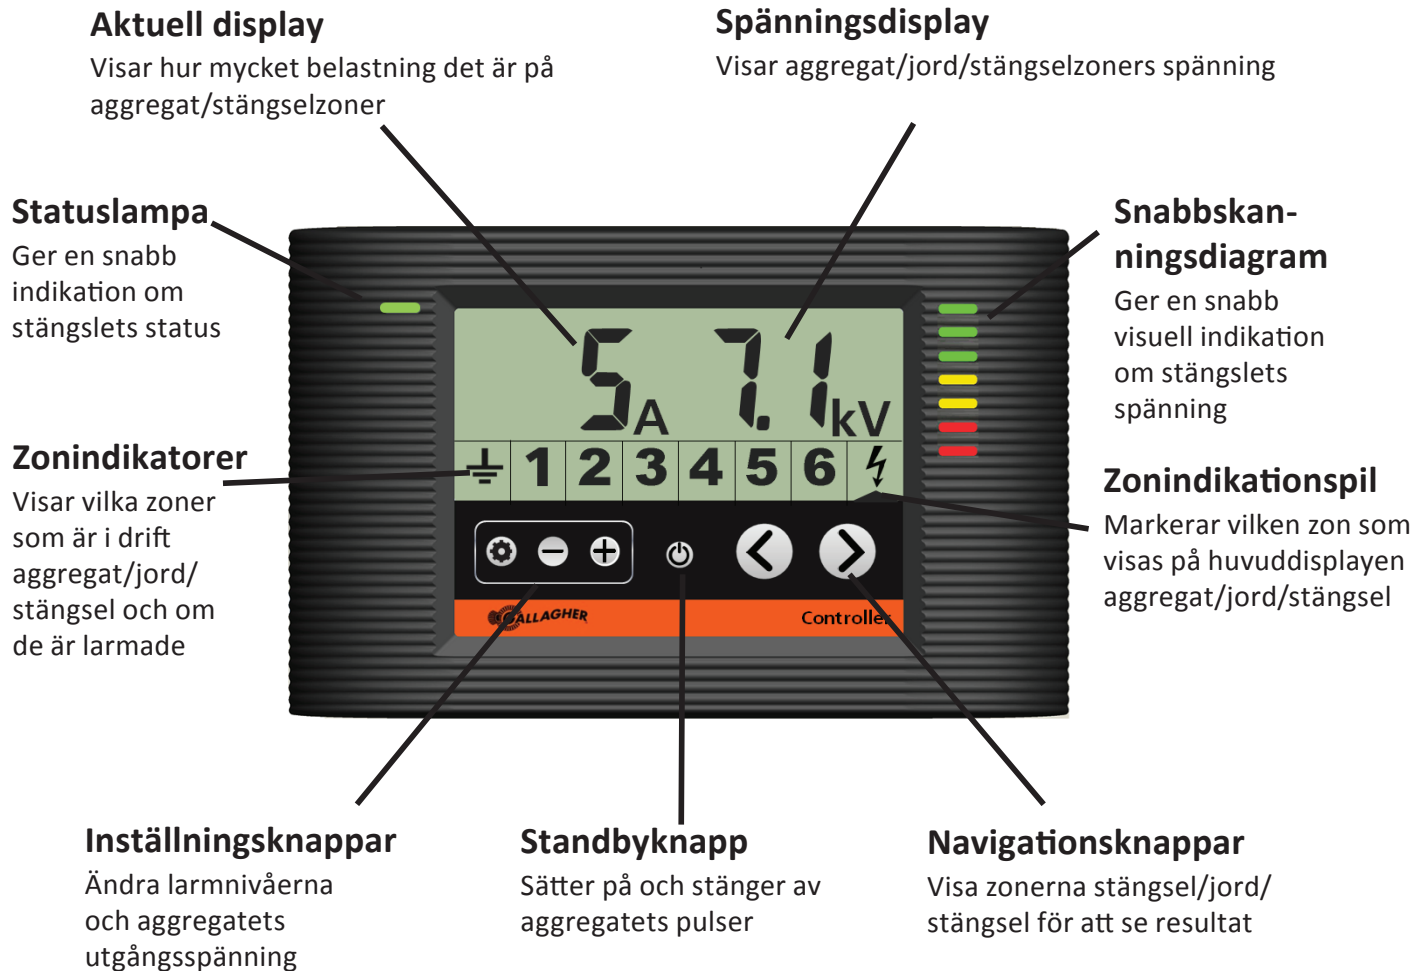 Aktuell display
Visar hur mycket belastning det är på
aggregat/stängselzoner
Spänningsdisplay
Visar aggregat/jord/stängselzoners spänning
Statuslampa
Ger en snabb
indikation om
stängslets status
Snabbskan-
ningsdiagram
Ger en snabb
visuell indikation
om stängslets
spänning
5A 7.1kV
1 2 3 4 5 6
Zonindikatorer
Visar vilka zoner
som är i drift
aggregat/jord/
stängsel och om
de är larmade
Zonindikationspil
Markerar vilken zon som
visas på huvuddisplayen
aggregat/jord/stängsel
GALLAGHER
Controller
Inställningsknappar
Ändra larmnivåerna
och aggregatets
utgångsspänning
Standbyknapp
Sätter på och stänger av
aggregatets pulser
Navigationsknappar
Visa zonerna stängsel/jord/
stängsel för att se resultat